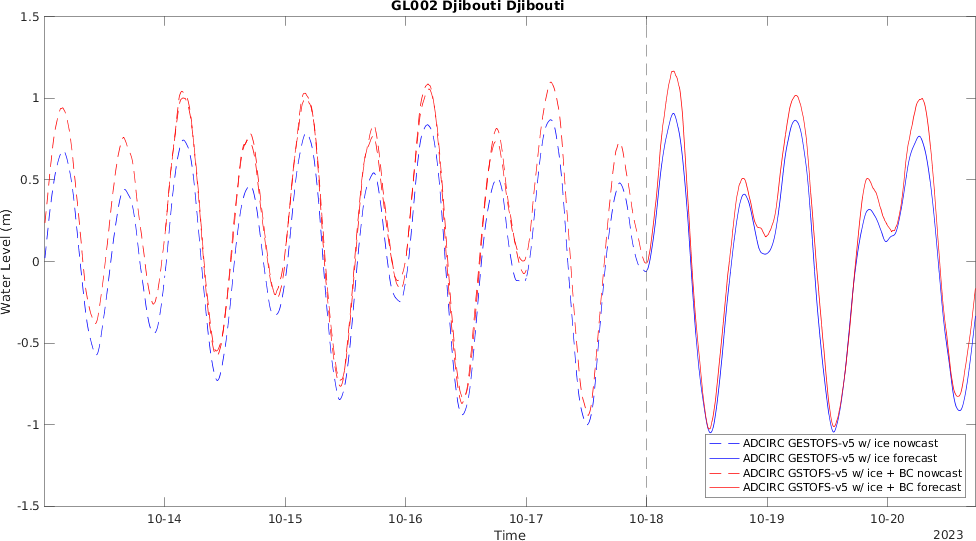 GL002 Djibouti Djibouti
1.5
1
0.5
0
-0.5
-1
-1.5
Water Level (m)
10-14 10-15 10-16 10-17 10-18 10-19 10-20
Time
2023
ADCIRC GESTOFS-v5 w/ ice nowcast
ADCIRC GESTOFS-v5 w/ ice forecast
ADCIRC GSTOFS-v5 w/ ice + BC nowcast
ADCIRC GSTOFS-v5 w/ ice + BC forecast